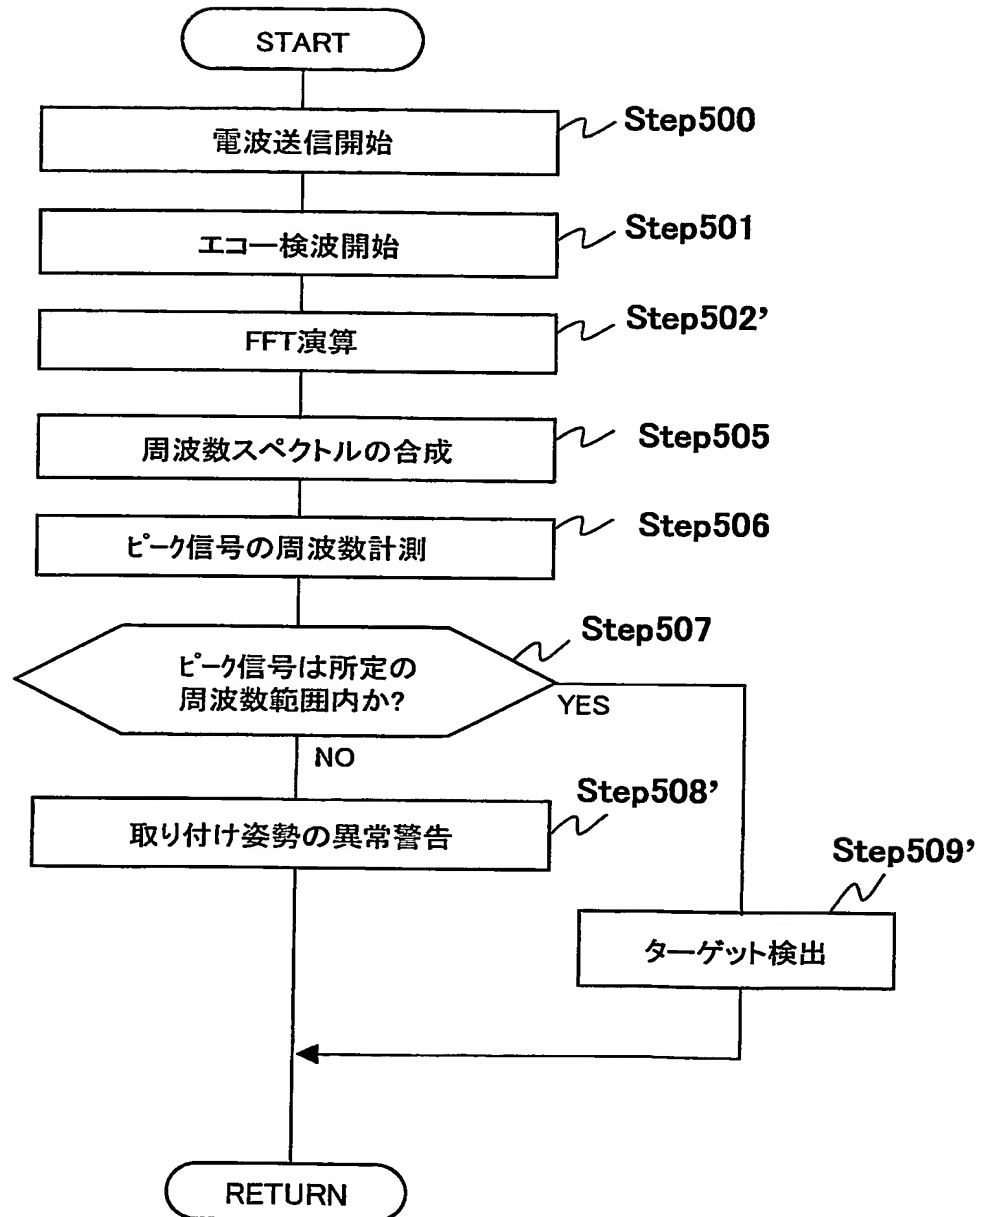 START
電波送信開始
Step500
エコー検波開始
Step501
FFT演算
Step502’
周波数スペクトルの合成
Step505
ピーク信号の周波数計測
Step506
ピーク信号は所定の
周波数範囲内か?
Step507
YES
NO
取り付け姿勢の異常警告
Step508’
Step509’
ターゲット検出
RETURN